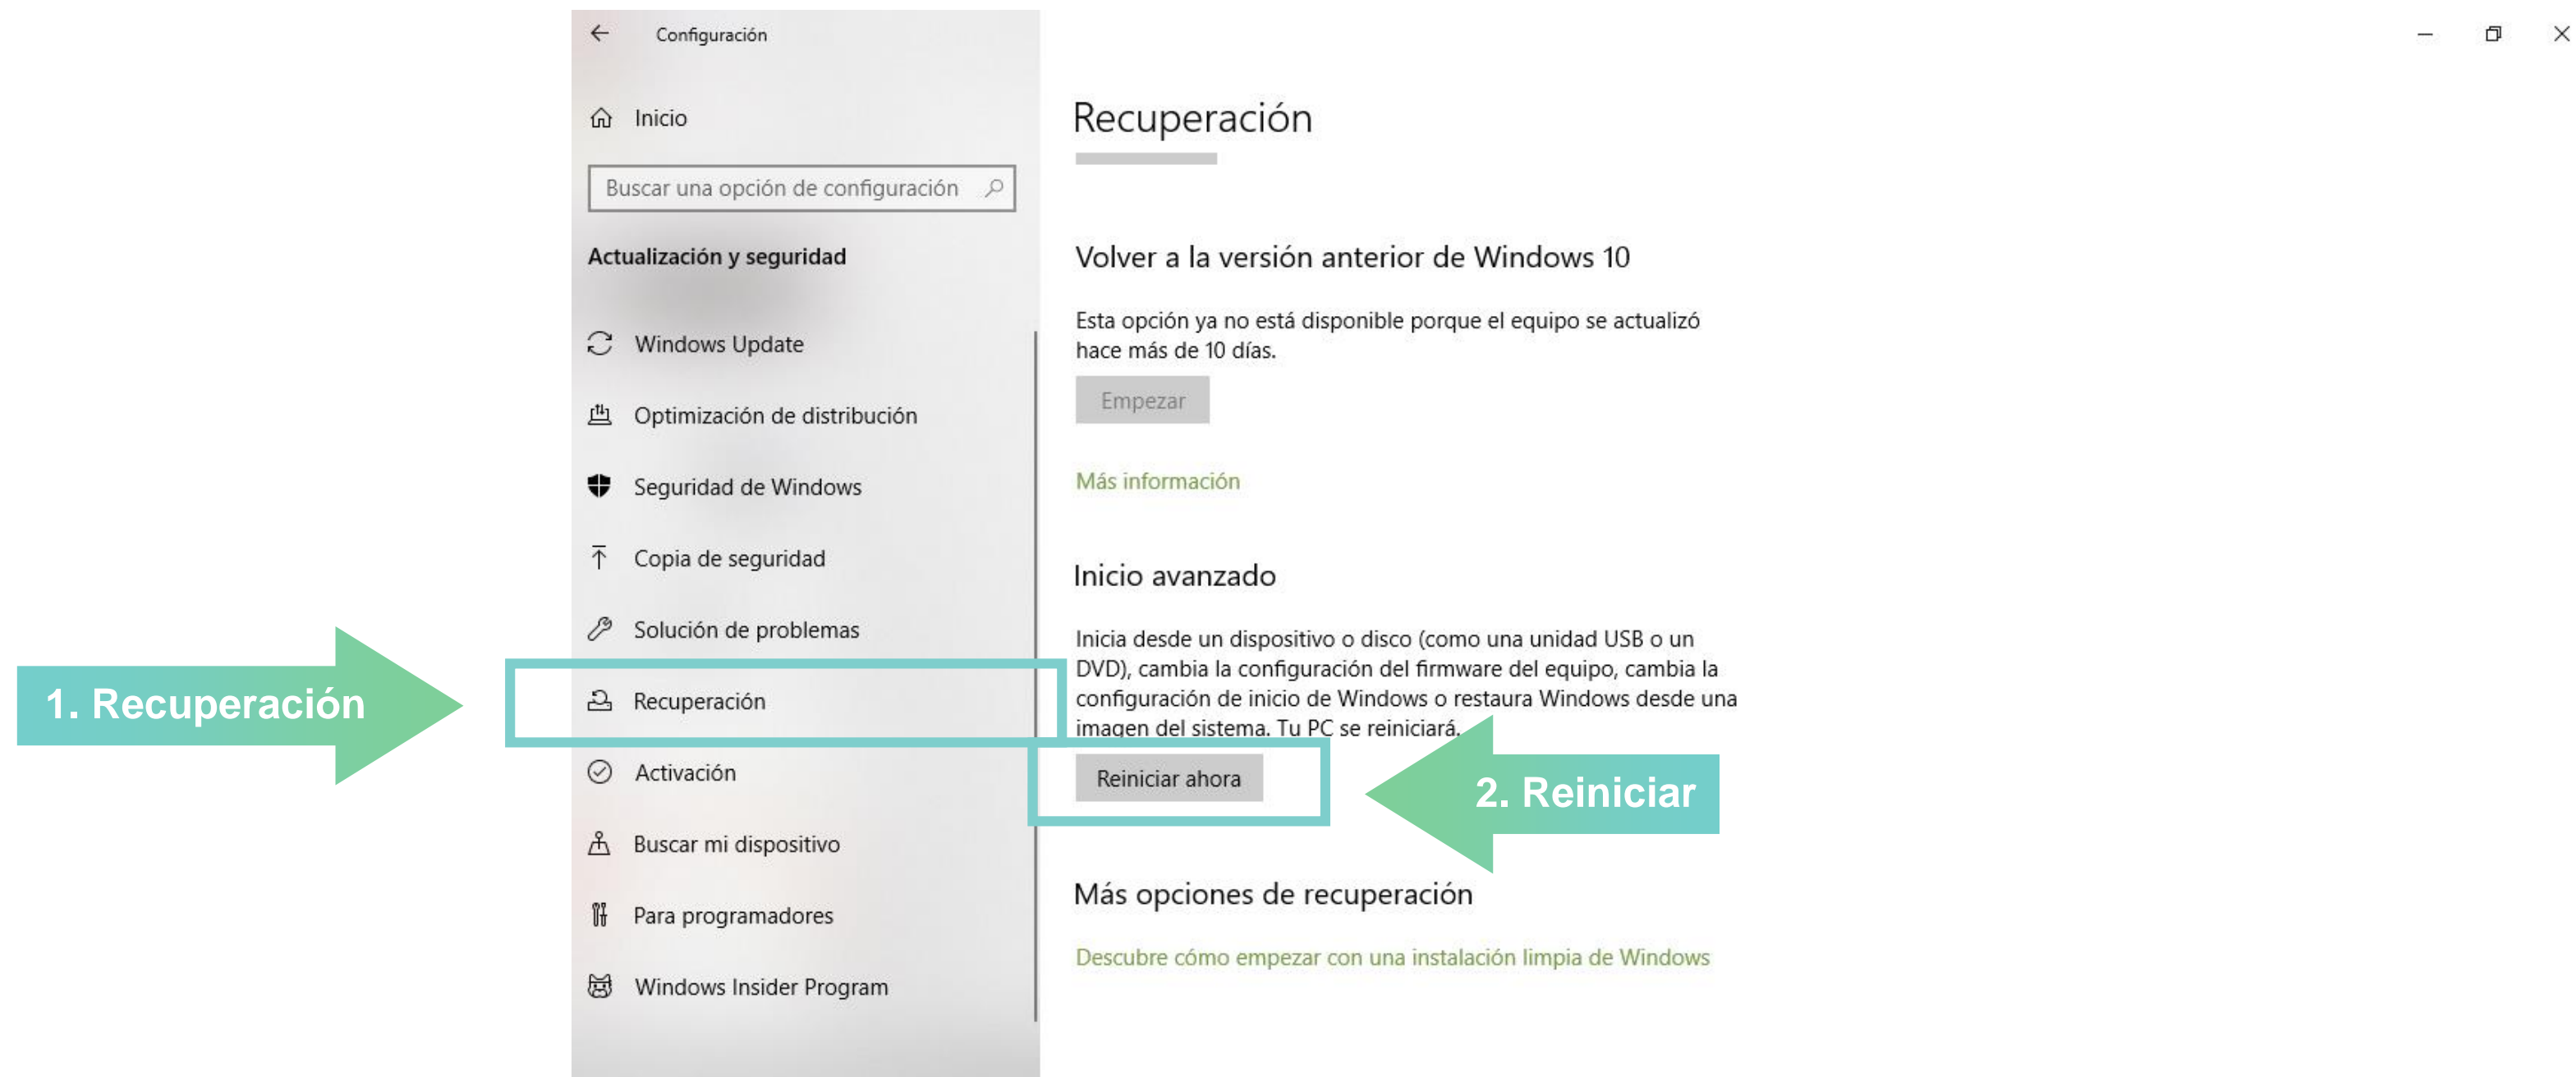 Configuración
Inicio
Buscar una opción de configuración
Actualización y seguridad
Windows Update
Optimización de distribución
Seguridad de Windows
Copia de seguridad
Solución de problemas
1. Recuperación
Recuperación
Activación
Buscar mi dispositivo
Para programadores
Windows Insider Program
Recuperación
Volver a la versión anterior de Windows 10
Esta opción ya no está disponible porque el equipo se actualizó
hace más de 10 días.
Empezar
Más información
Inicio avanzado
Inicia desde un dispositivo o disco (como una unidad USB o un
DVD), cambia la configuración del firmware del equipo, cambia la
configuración de inicio de Windows o restaura Windows desde una
imagen del sistema. Tu PC se reiniciará.
Reiniciar ahora
2. Reiniciar
Más opciones de recuperación
Descubre cómo empezar con una instalación limpia de Windows